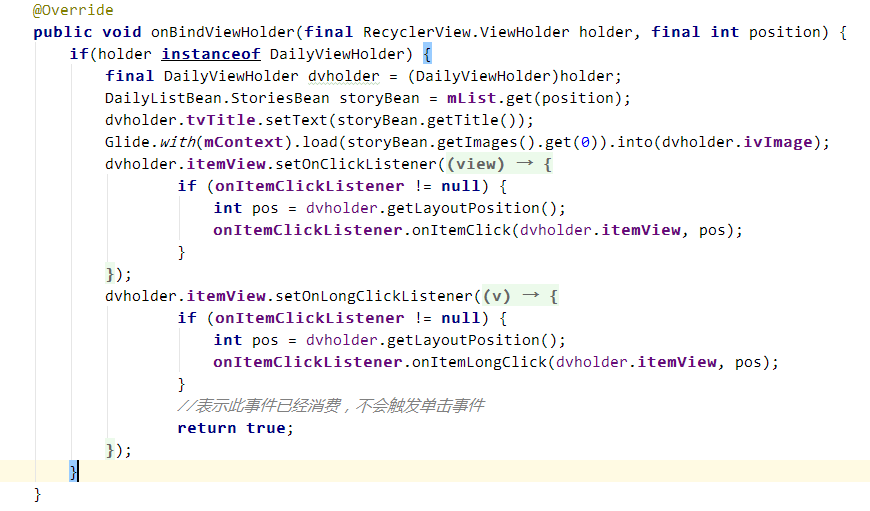 @Override
public void onBindViewHolder(final RecyclerView.ViewHolder holder, final int position) {
if(holder instanceof DailyViewHolder) {
final DailyViewHolder dvholder = (DailyViewHolder)holder;
DailyListBean.StoriesBean storyBean = mList.get(position);
dvholder.tvTitle.setText(storyBean.getTitle());
Glide.with(mContext).load(storyBean.getImages().get(0)).into(dvholder.ivImage);
dvholder.itemView.setOnClickListener((view) → {
if (onItemClickListener != null) {
int pos = dvholder.getLayoutPosition();
onItemClickListener.onItemClick(dvholder.itemView, pos);
}
});
dvholder.itemView.setOnLongClickListener((v) → {
if (onItemClickListener != null) {
int pos = dvholder.getLayoutPosition();
onItemClickListener.onItemLongClick(dvholder.itemView, pos);
}
//表示此事件已经消费，不会触发单击事件
return true;
});
}
}